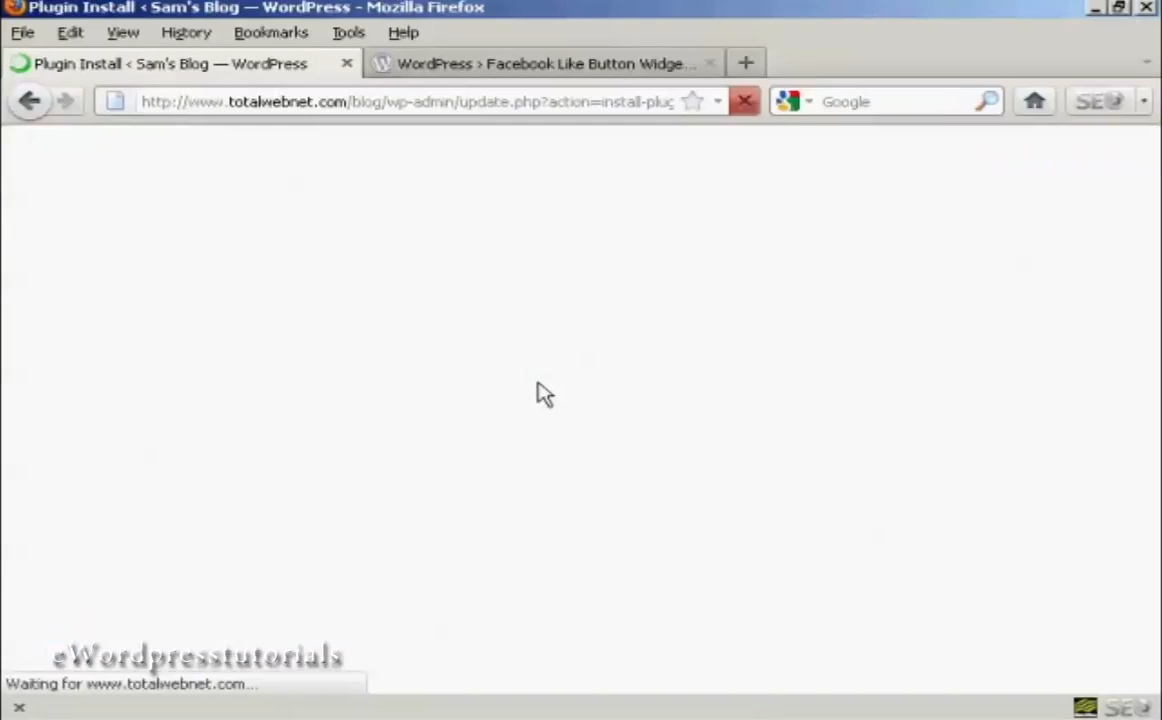 Plugin Install ‹ Sam's Blog — WordPress - Mozilla Firefox
File Edit View History Bookmarks Tools Help
Plugin Install ‹ Sam's Blog — WordPress
WordPress › Facebook Like Button Widge...
http://www.totalwebnet.com/blog/wp-admin/update.php?action=install-plug
Google
SEO
eWordpresstutorials
Waiting for www.totalwebnet.com...
SEO